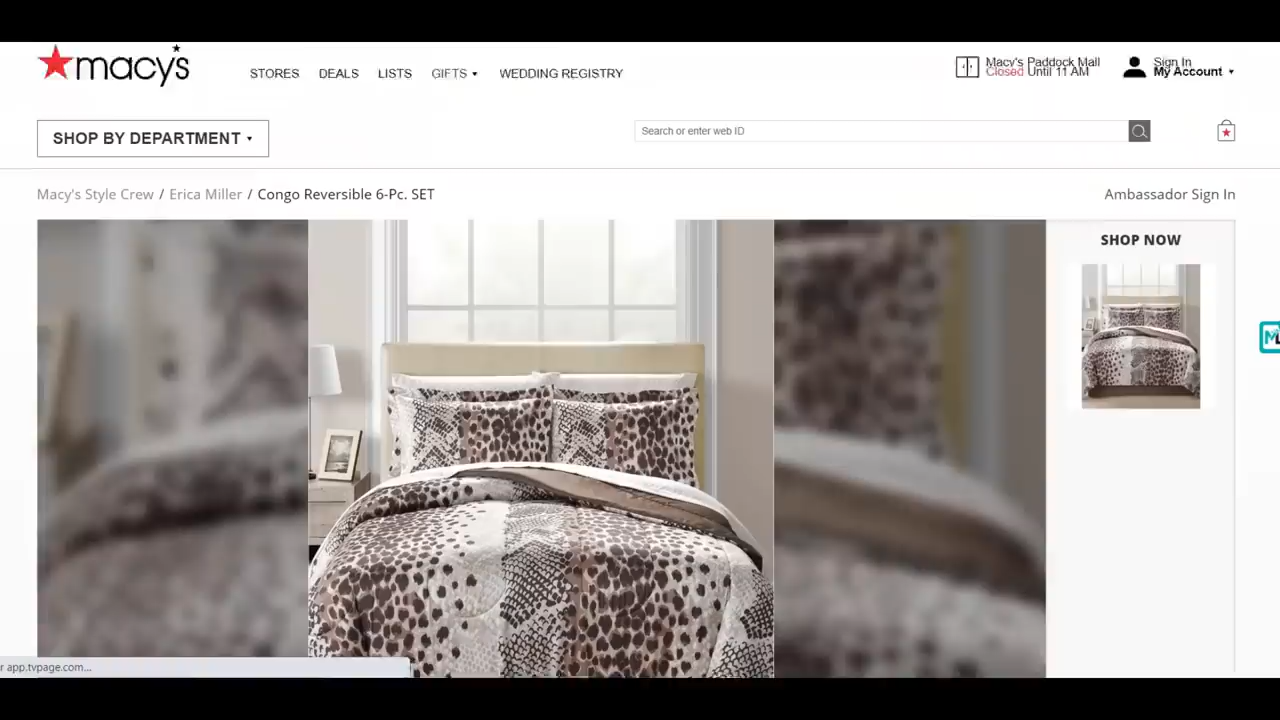 macy's
STORES DEALS LISTS GIFTS WEDDING REGISTRY
Macy's Paddock Mall
Closed Until 11 AM
Sign In
My Account
SHOP BY DEPARTMENT
Search or enter web ID
Macy's Style Crew / Erica Miller / Congo Reversible 6-Pc. SET
Ambassador Sign In
SHOP NOW
app.tvpage.com...